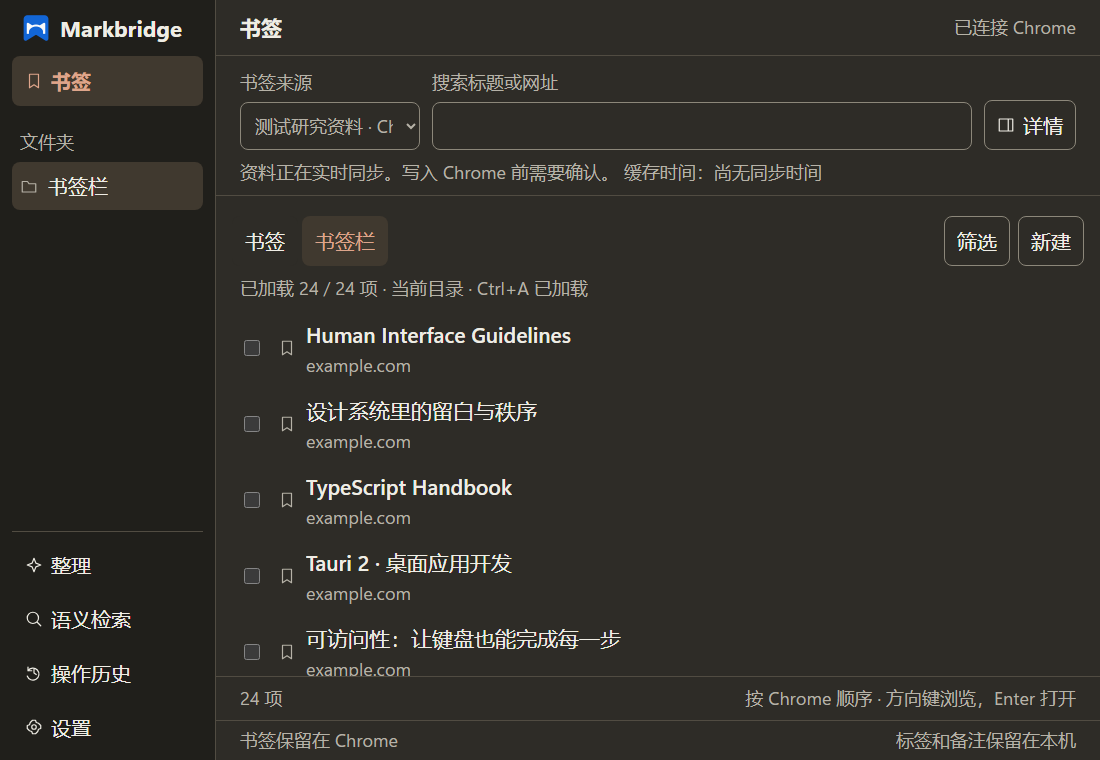 Markbridge
书签
文件夹
书签栏
整理
语义检索
操作历史
设置
书签
已连接 Chrome
书签来源
搜索标题或网址
测试研究资料 · Ch
详情
资料正在实时同步。写入 Chrome 前需要确认。 缓存时间：尚无同步时间
书签 书签栏
筛选 新建
已加载 24 / 24 项 · 当前目录 · Ctrl+A 已加载
Human Interface Guidelines
example.com
设计系统里的留白与秩序
example.com
TypeScript Handbook
example.com
Tauri 2 · 桌面应用开发
example.com
可访问性：让键盘也能完成每一步
example.com
24 项
按 Chrome 顺序 · 方向键浏览，Enter 打开
书签保留在 Chrome
标签和备注保留在本机